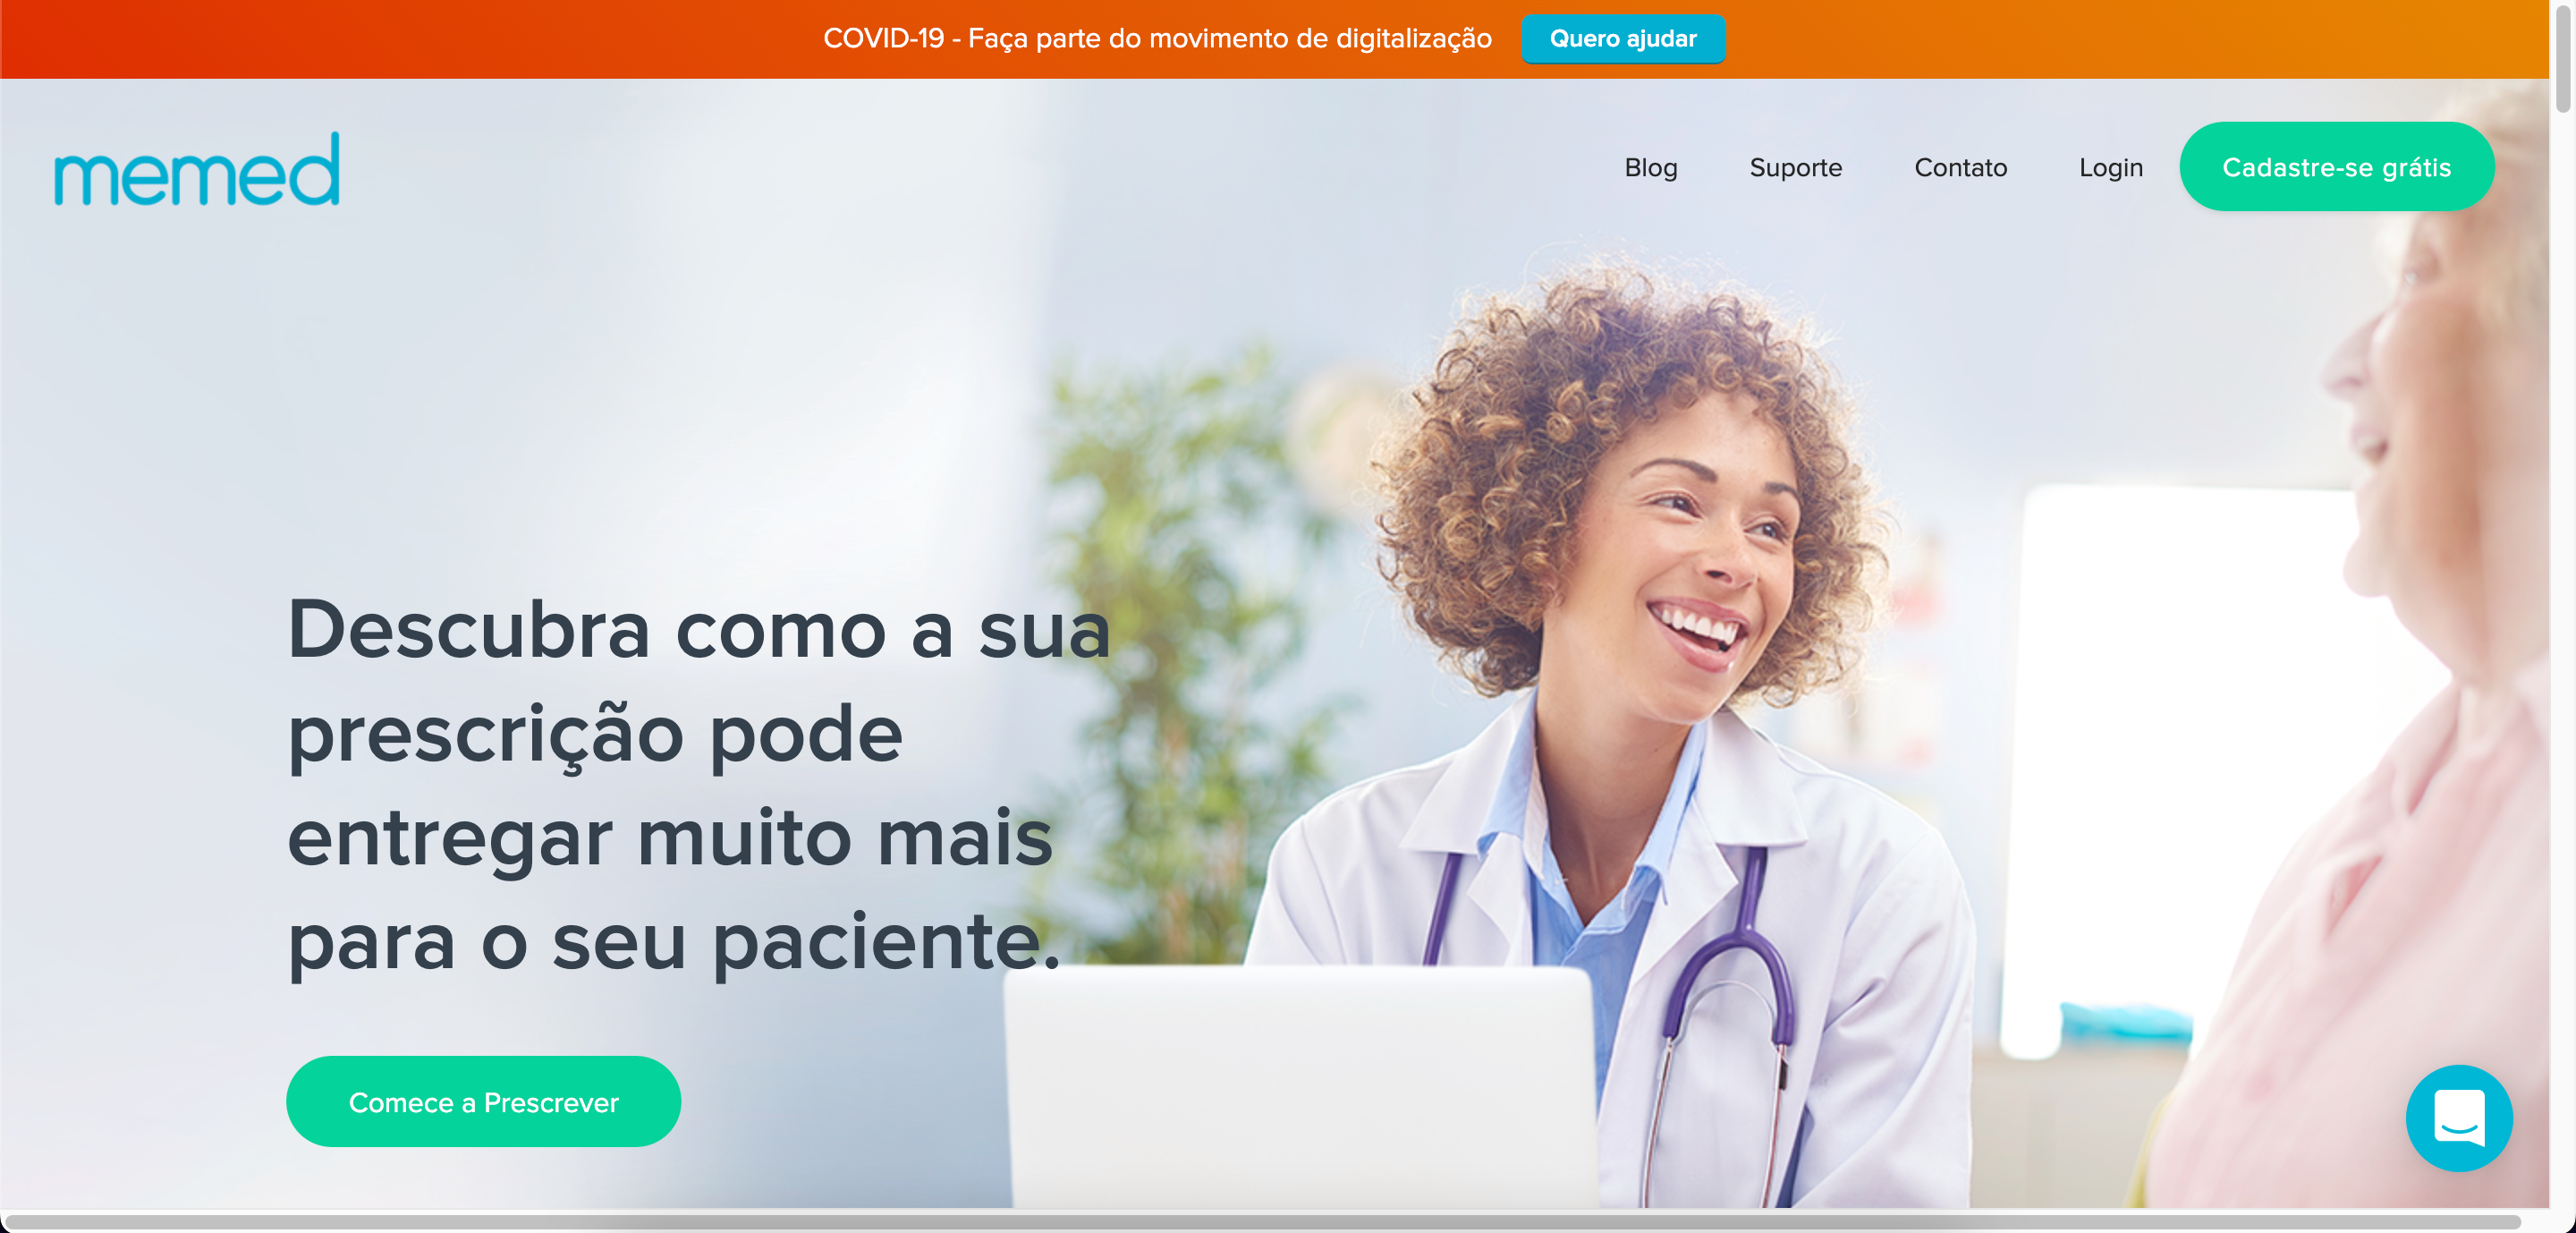 COVID-19 - Faça parte do movimento de digitalização Quero ajudar
memed
Blog Suporte Contato Login Cadastre-se grátis
Descubra como a sua
prescrição pode
entregar muito mais
para o seu paciente.
Comece a Prescrever